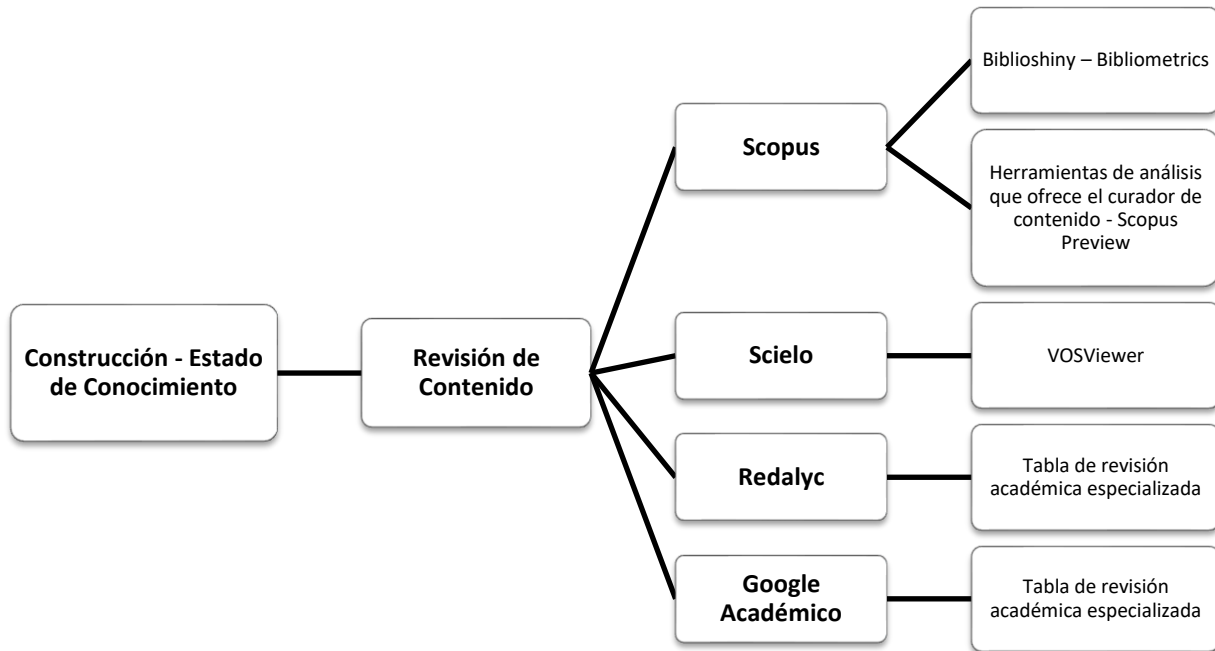 Construcción - Estado
de Conocimiento
Revisión de
Contenido
Scopus
Biblioshiny – Bibliometrics
Herramientas de análisis
que ofrece el curador de
contenido - Scopus
Preview
Scielo
VOSViewer
Redalyc
Tabla de revisión
académica especializada
Google
Académico
Tabla de revisión
académica especializada